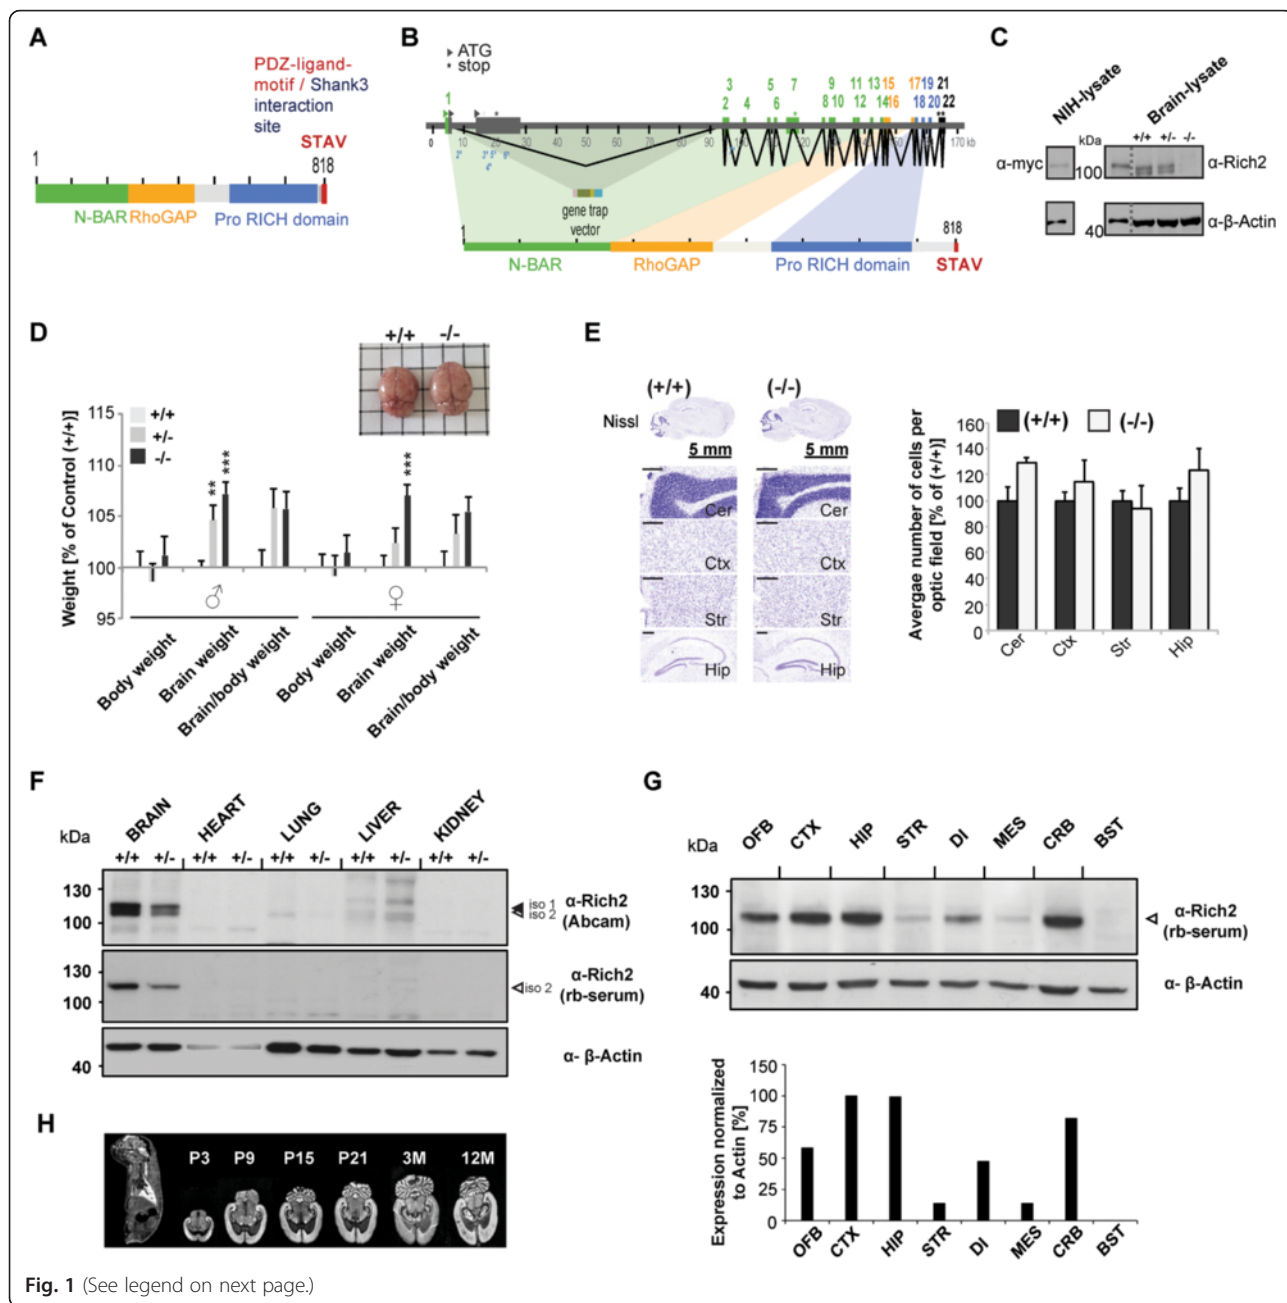 A
PDZ-ligand-
motif / Shank3
interaction
site
STAV
1
818
N-BAR RhoGAP Pro RICH domain
B
ATG
* stop
1
3 5 7 9 11 13 15 17 19 21
2 4 6 8 10 12 14 16 18 20 22
0 10 20 30 40 50 60 70 80 90
170 kb
gene trap
vector
1
818
N-BAR RhoGAP Pro RICH domain STAV
C
NIH-lysate
Brain-lysate
kDa
+/+ +/- -/-
α-myc
100
α-Rich2
40
α-β-Actin
D
+/+ -/-
+/+
+/-
-/-
Weight [% of Control (+/+)]
115
110
105
100
95
** ***
***
♂ ♀
Body weight
Brain weight
Brain/body weight
Body weight
Brain weight
Brain/body weight
E
(+/+) (-/-)
Nissl
5 mm 5 mm
Cer Cer
Ctx Ctx
Str Str
Hip Hip
Avergae number of cells per
optic field [% of (+/+)]
160
140
120
100
80
60
40
20
0
(+/+) (-/-)
Cer Ctx Str Hip
F
BRAIN HEART LUNG LIVER KIDNEY
kDa
+/+ +/- +/+ +/- +/+ +/- +/+ +/- +/+ +/-
130
100
iso 1
iso 2
α-Rich2
(Abcam)
130
100
iso 2
α-Rich2
(rb-serum)
40
α- β-Actin
G
OFB CTX HIP STR DI MES CRB BST
kDa
130
100
α-Rich2
(rb-serum)
40
α- β-Actin
Expression normalized
to Actin [%]
150
100
75
50
25
0
OFB CTX HIP STR DI MES CRB BST
H
P3 P9 P15 P21 3M 12M
Fig. 1 (See legend on next page.)